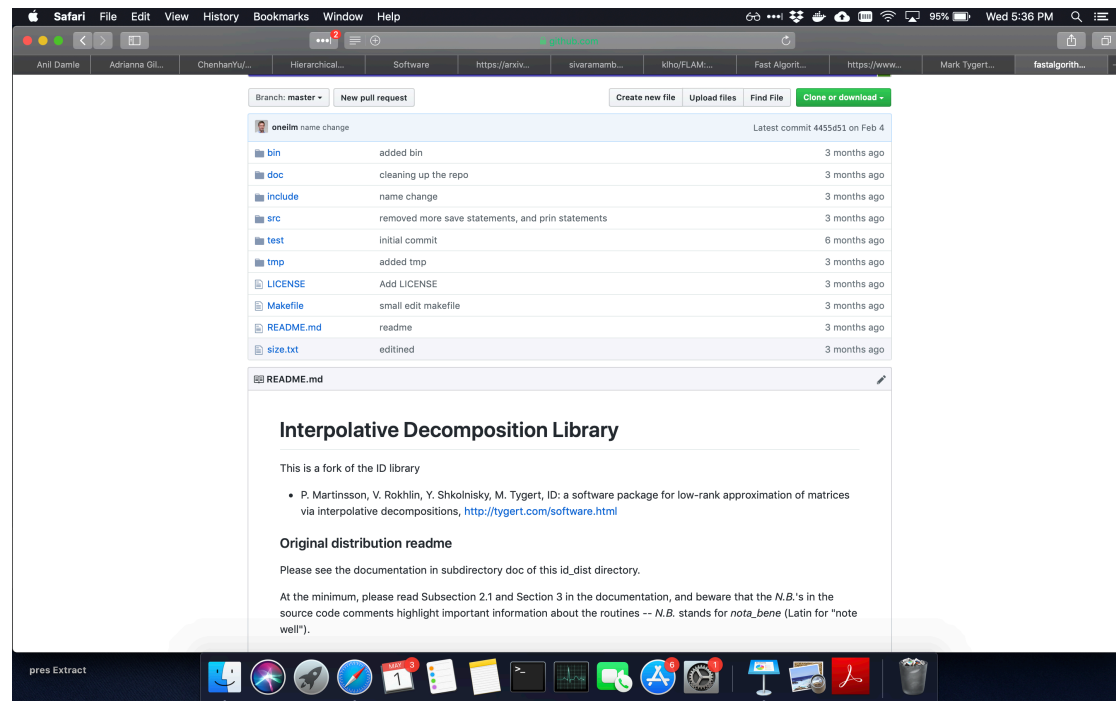 Safari File Edit View History Bookmarks Window Help 95% Wed 5:36 PM
2
Anil Damle Adrianna Gil... ChenhanYu/... Hierarchical... Software https://arxiv... sivaramamb... klho/FLAM:... Fast Algorit... https://www... Mark Tygert... fastalgorith...
Branch: master New pull request Create new file Upload files Find File Clone or download
oneilm name change Latest commit 4455d51 on Feb 4
bin added bin 3 months ago
doc cleaning up the repo 3 months ago
include name change 3 months ago
src removed more save statements, and prin statements 3 months ago
test initial commit 6 months ago
tmp added tmp 3 months ago
LICENSE Add LICENSE 3 months ago
Makefile small edit makefile 3 months ago
README.md readme 3 months ago
size.txt editined 3 months ago
README.md
Interpolative Decomposition Library
This is a fork of the ID library
• P. Martinsson, V. Rokhlin, Y. Shkolnisky, M. Tygert, ID: a software package for low-rank approximation of matrices
via interpolative decompositions, http://tygert.com/software.html
Original distribution readme
Please see the documentation in subdirectory doc of this id_dist directory.
At the minimum, please read Subsection 2.1 and Section 3 in the documentation, and beware that the N.B.'s in the
source code comments highlight important information about the routines -- N.B. stands for nota_bene (Latin for "note
well").
pres Extract
MAY 3
1
6
1